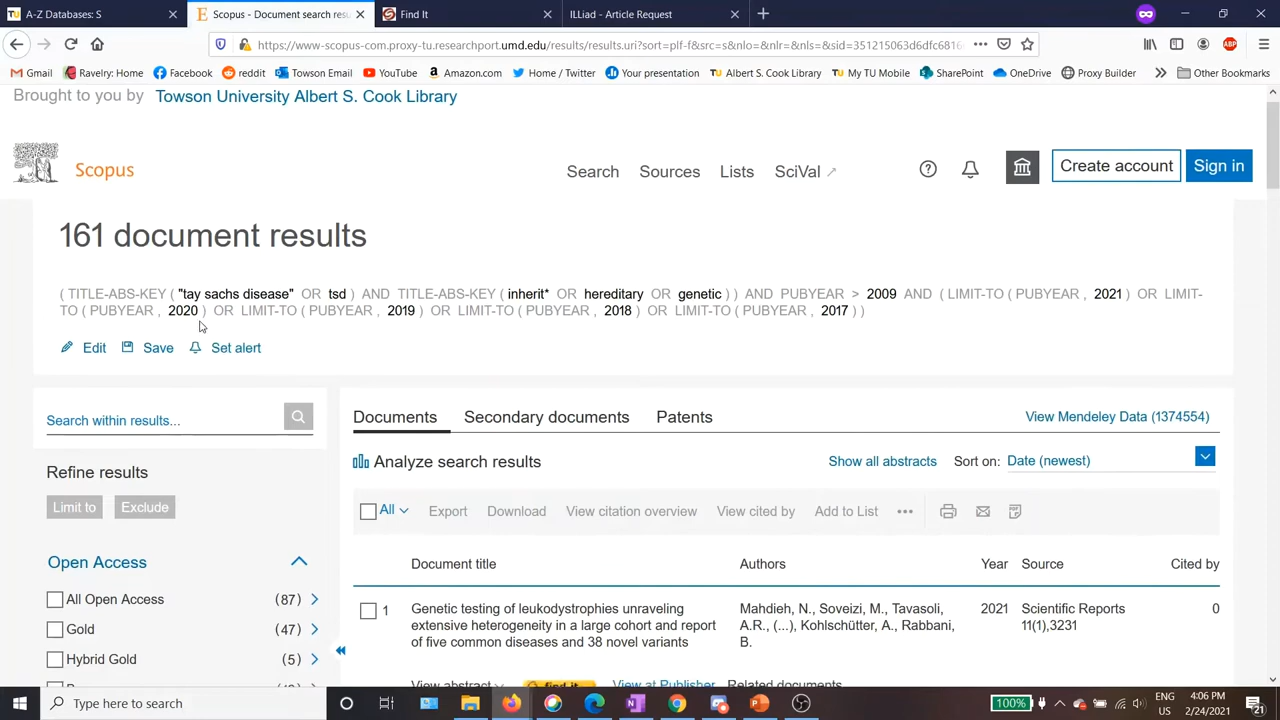 A-Z Databases: S
Scopus - Document search resu
Find It
ILLiad - Article Request
https://www-scopus-com.proxy-tu.researchport.umd.edu/results/results.uri?sort=plf-f&src=s&nlo=&nlr=&nls=&sid=351215063d6dfc6816
Gmail Ravelry: Home Facebook reddit Towson Email YouTube Amazon.com Home / Twitter Your presentation TU Albert S. Cook Library TU My TU Mobile SharePoint OneDrive Proxy Builder Other Bookmarks
Brought to you by Towson University Albert S. Cook Library
Scopus
Search Sources Lists SciVal ↗ Create account Sign in
161 document results
( TITLE-ABS-KEY ( "tay sachs disease" OR tsd ) AND TITLE-ABS-KEY ( inherit* OR hereditary OR genetic ) ) AND PUBYEAR > 2009 AND ( LIMIT-TO ( PUBYEAR , 2021 ) OR LIMIT-
TO ( PUBYEAR , 2020 ) OR LIMIT-TO ( PUBYEAR , 2019 ) OR LIMIT-TO ( PUBYEAR , 2018 ) OR LIMIT-TO ( PUBYEAR , 2017 ) )
Edit Save Set alert
Search within results...
Refine results
Limit to Exclude
Open Access
All Open Access (87)
Gold (47)
Hybrid Gold (5)
Documents Secondary documents Patents View Mendeley Data (1374554)
Analyze search results Show all abstracts Sort on: Date (newest)
All Export Download View citation overview View cited by Add to List •••
Document title Authors Year Source Cited by
1 Genetic testing of leukodystrophies unraveling extensive heterogeneity in a large cohort and report of five common diseases and 38 novel variants
Mahdieh, N., Soveizi, M., Tavasoli, A.R., (...), Kohlschütter, A., Rabbani, B.
2021
Scientific Reports 11(1),3231
0
View abstract find it View at Publisher Related documents
Type here to search
100%
ENG
US
4:06 PM
2/24/2021
21